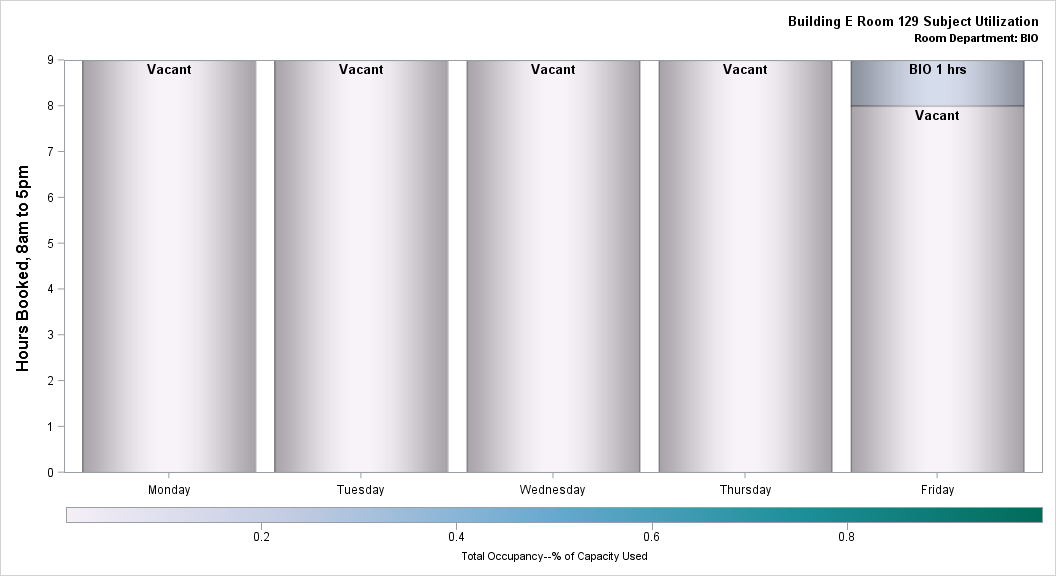 Building E Room 129 Subject Utilization
Room Department: BIO
Hours Booked, 8am to 5pm
9
8
7
6
5
4
3
2
1
0
Vacant
Vacant
Vacant
Vacant
BIO 1 hrs
Vacant
Monday
Tuesday
Wednesday
Thursday
Friday
0.2
0.4
0.6
0.8
Total Occupancy--% of Capacity Used